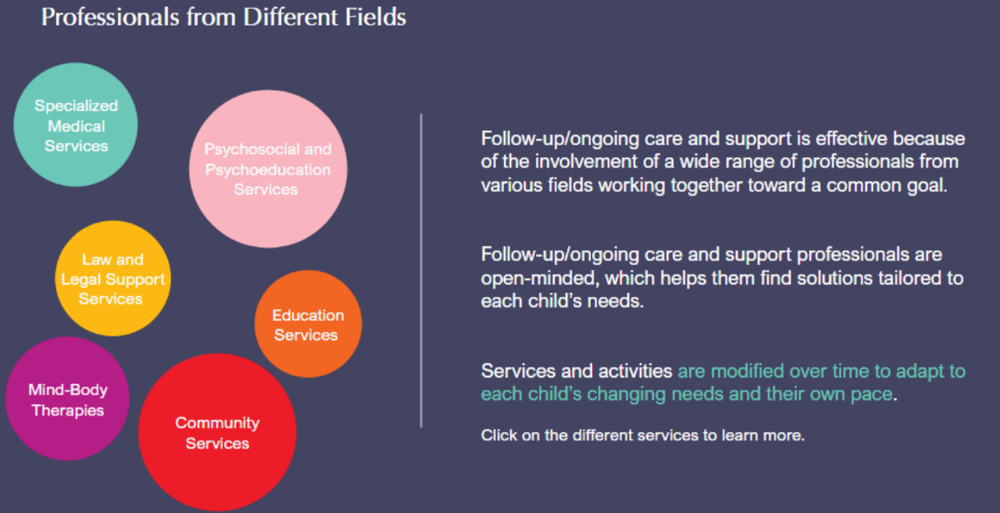 Professionals from Different Fields
Specialized
Medical
Services
Psychosocial and
Psychoeducation
Services
Law and
Legal Support
Services
Education
Services
Mind-Body
Therapies
Community
Services
Follow-up/ongoing care and support is effective because
of the involvement of a wide range of professionals from
various fields working together toward a common goal.
Follow-up/ongoing care and support professionals are
open-minded, which helps them find solutions tailored to
each child’s needs.
Services and activities are modified over time to adapt to
each child’s changing needs and their own pace.
Click on the different services to learn more.